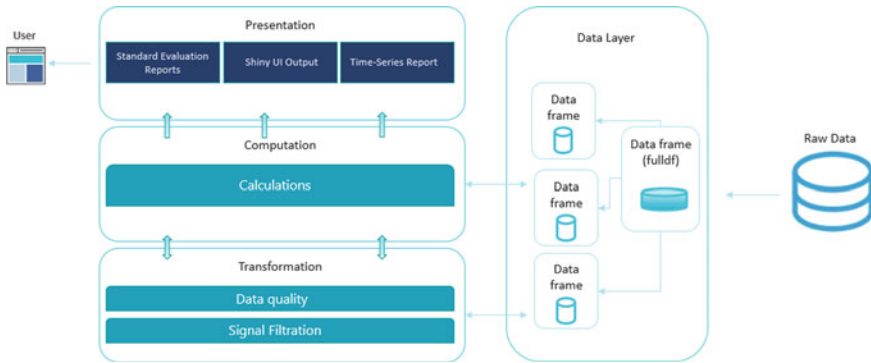 User
Presentation
Standard Evaluation
Reports
Shiny UI Output
Time-Series Report
Computation
Calculations
Transformation
Data quality
Signal Filtration
Data Layer
Data
frame
Data
frame
Data
frame
Data frame
(fulldf)
Raw Data